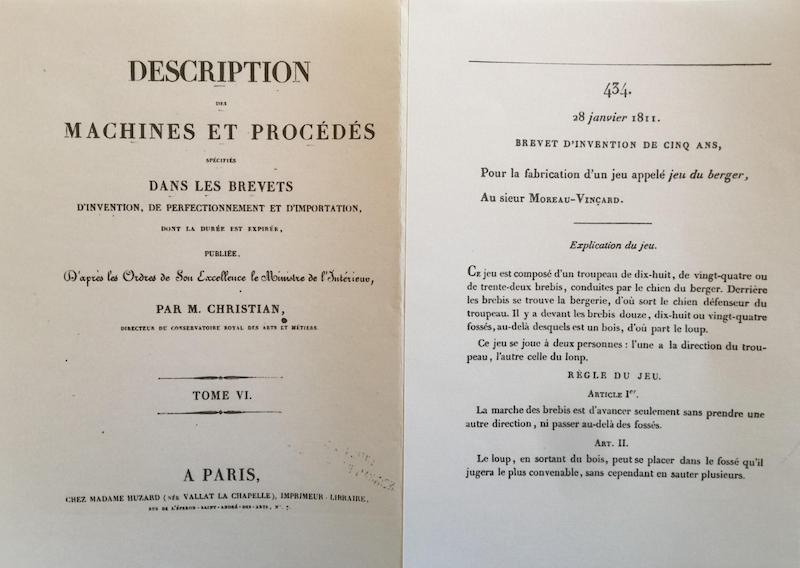 DESCRIPTION
DES
MACHINES ET PROCÉDÉS
SPÉCIFIÉS
DANS LES BREVETS
D'INVENTION, DE PERFECTIONNEMENT ET D'IMPORTATION,
DONT LA DURÉE EST EXPIRÉE,
PUBLIÉE,
D'après les Ordres de Son Excellence le Ministre de l'Intérieur,
PAR M. CHRISTIAN,
DIRECTEUR DU CONSERVATOIRE ROYAL DES ARTS ET MÉTIERS.
TOME VI.
A PARIS,
CHEZ MADAME HUZARD (NÉE VALLAT LA CHAPELLE), IMPRIMEUR-LIBRAIRE,
RUE DE L'ÉPERON-SAINT-ANDRÉ-DES-ARTS, N°. 7.
434.
28 janvier 1811.
BREVET D'INVENTION DE CINQ ANS,
Pour la fabrication d'un jeu appelé jeu du berger,
Au sieur MOREAU-VINÇARD.
Explication du jeu.
CE jeu est composé d'un troupeau de dix-huit, de vingt-quatre ou
de trente-deux brebis, conduites par le chien du berger. Derrière
les brebis se trouve la bergerie, d'où sort le chien défenseur du
troupeau. Il y a devant les brebis douze, dix-huit ou vingt-quatre
fossés, au-delà desquels est un bois, d'où part le loup.
Ce jeu se joue à deux personnes : l'une a la direction du trou-
peau, l'autre celle du lonp.
RÈGLE DU JEU.
ARTICLE Ier.
La marche des brebis est d'avancer seulement sans prendre une
autre direction, ni passer au-delà des fossés.
ART. II.
Le loup, en sortant du bois, peut se placer dans le fossé qu'il
jugera le plus convenable, sans cependant en sauter plusieurs.